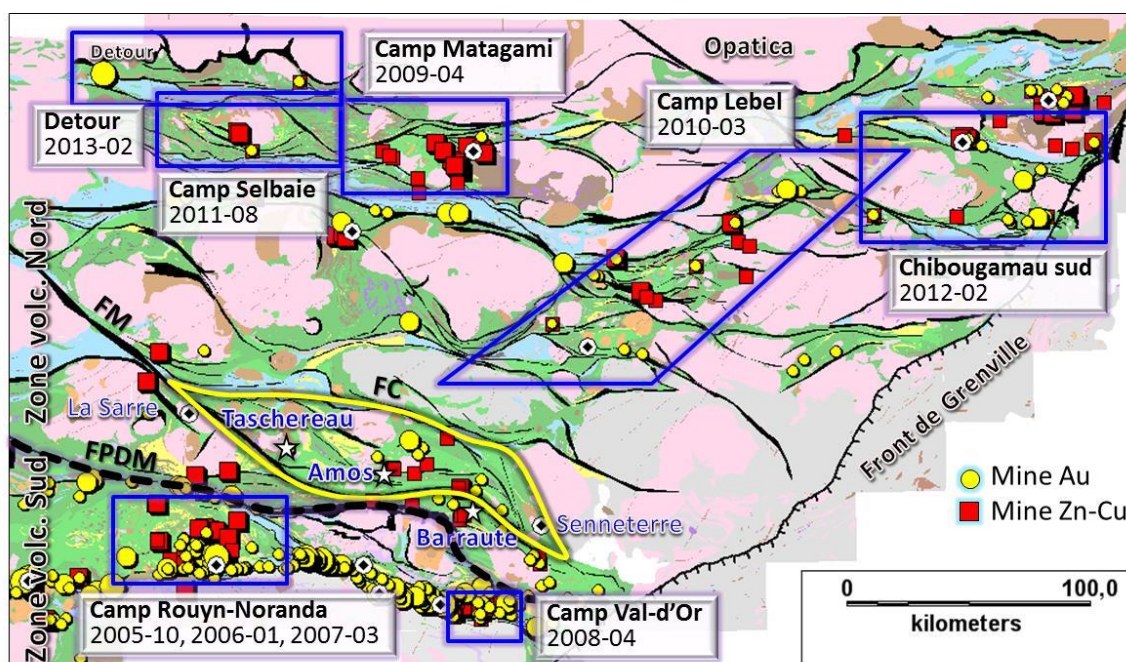 Detour
Camp Matagami
2009-04
Opatica
Camp Lebel
2010-03
Detour
2013-02
Camp Selbaie
2011-08
Chibougamau sud
2012-02
Zone volc. Nord
FM
FC
La Sarre
Taschereau
Front de Grenville
FPDM
Amos
Mine Au
Mine Zn-Cu
Zone volc. Sud
Senneterre
Barraute
Camp Rouyn-Noranda
2005-10, 2006-01, 2007-03
Camp Val-d’Or
2008-04
0 100,0
kilometers